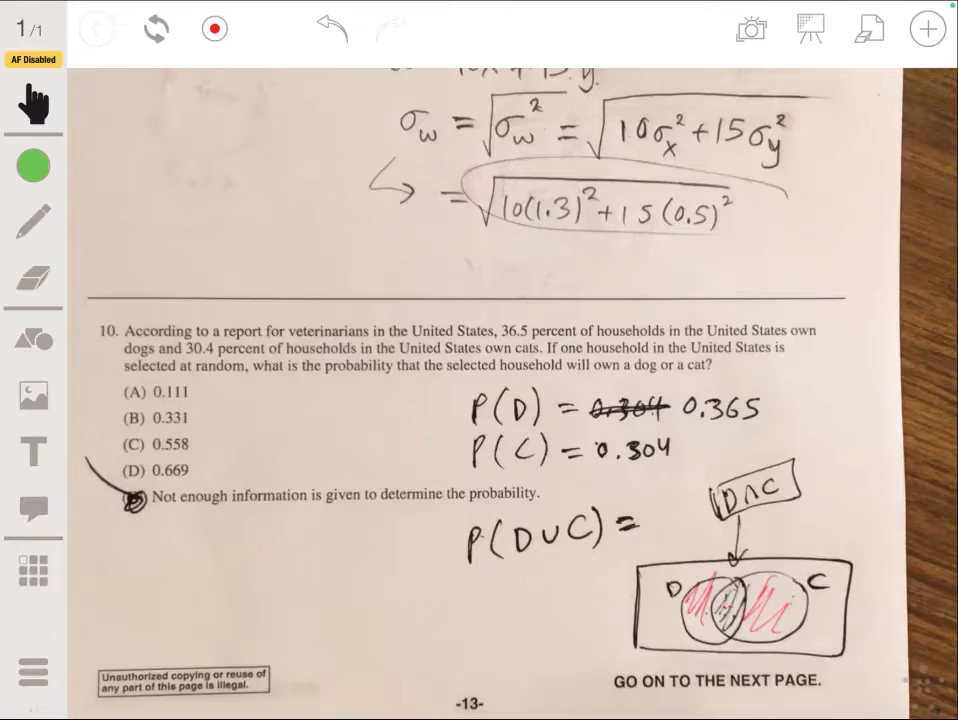 1/1
AF Disabled
σw = √σw² = √10σx²+15σy²
= √10(1.3)²+15(0.5)²
10. According to a report for veterinarians in the United States, 36.5 percent of households in the United States own
dogs and 30.4 percent of households in the United States own cats. If one household in the United States is
selected at random, what is the probability that the selected household will own a dog or a cat?
(A) 0.111
(B) 0.331
(C) 0.558
(D) 0.669
Not enough information is given to determine the probability.
P(D) = 0.304 0.365
P(C) = 0.304
P(D∪C) =
D∩C
D C
T
Unauthorized copying or reuse of
any part of this page is illegal.
GO ON TO THE NEXT PAGE.
-13-